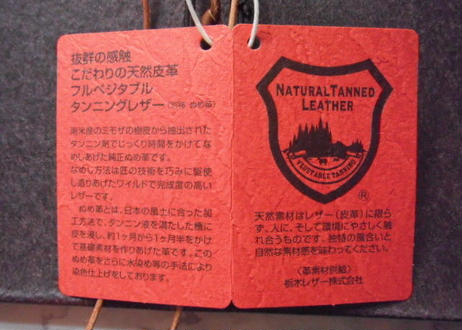 抜群の感触
こだわりの天然皮革
フルベジタブル
タンニングレザー（別称 ぬめ革）
南米産のミモザの樹皮から抽出された
タンニン剤でじっくり時間をかけてな
めしあげた純正ぬめ革です。
なめし方法は匠の技術を巧みに駆使
し造りあげたワイルドで完成度の高い
レザーです。
ぬめ革とは、日本の風土に合った加
工方法で、タンニン液を満たした槽に
皮を浸し、約1ヶ月から1ヶ月半をかけ
て基礎素材を作りあげた革です。この
ぬめ革をさらに水染め等の手法により
染色仕上げをしております。
NATURAL TANNED
LEATHER
VEGETABLE TANNING
®
天然素材はレザー（皮革）に限ら
ず、人に、そして環境にやさしく触
れ合うものです。独特の風合いと
自然な素材感を味わってください。
〈革素材供給〉
栃木レザー株式会社